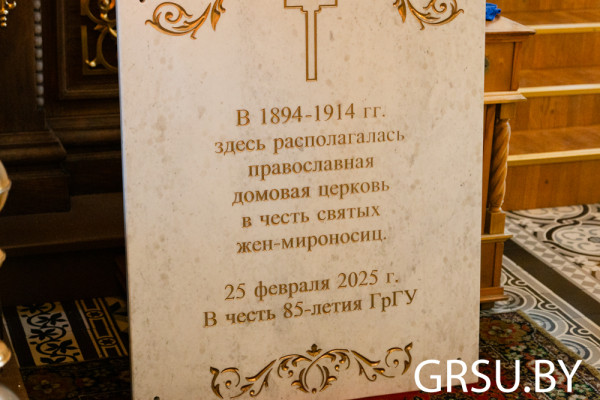 В 1894-1914 гг.
здесь располагалась
православная
домовая церковь
в честь святых
жен-мироносиц.
25 февраля 2025 г.
В честь 85-летия ГрГУ
GRSU.BY